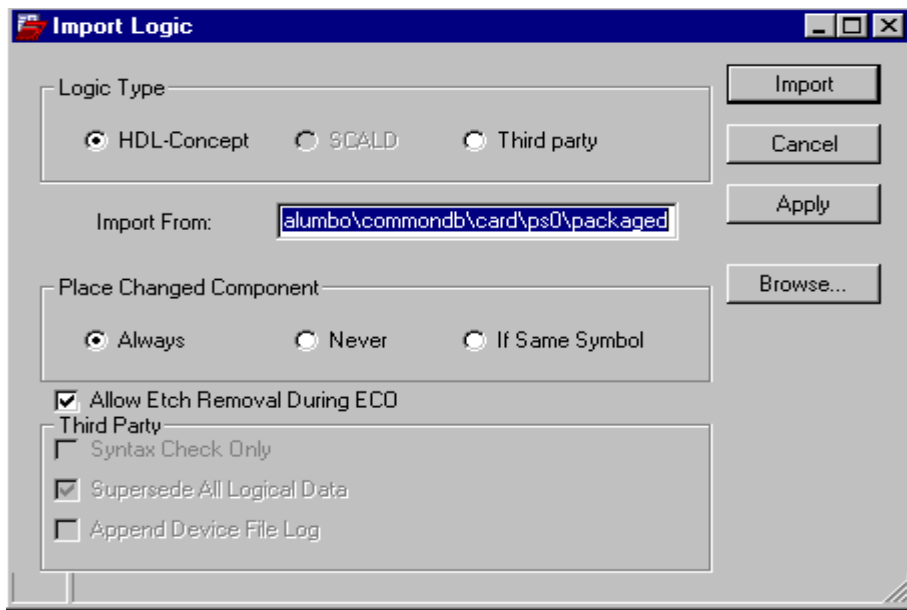 Import Logic
Logic Type
Import
HDL-Concept SCALD Third party
Cancel
Import From: alumbo\commondb\card\ps0\packaged
Apply
Place Changed Component
Browse...
Always Never If Same Symbol
Allow Etch Removal During ECO
Third Party
Syntax Check Only
Supersede All Logical Data
Append Device File Log